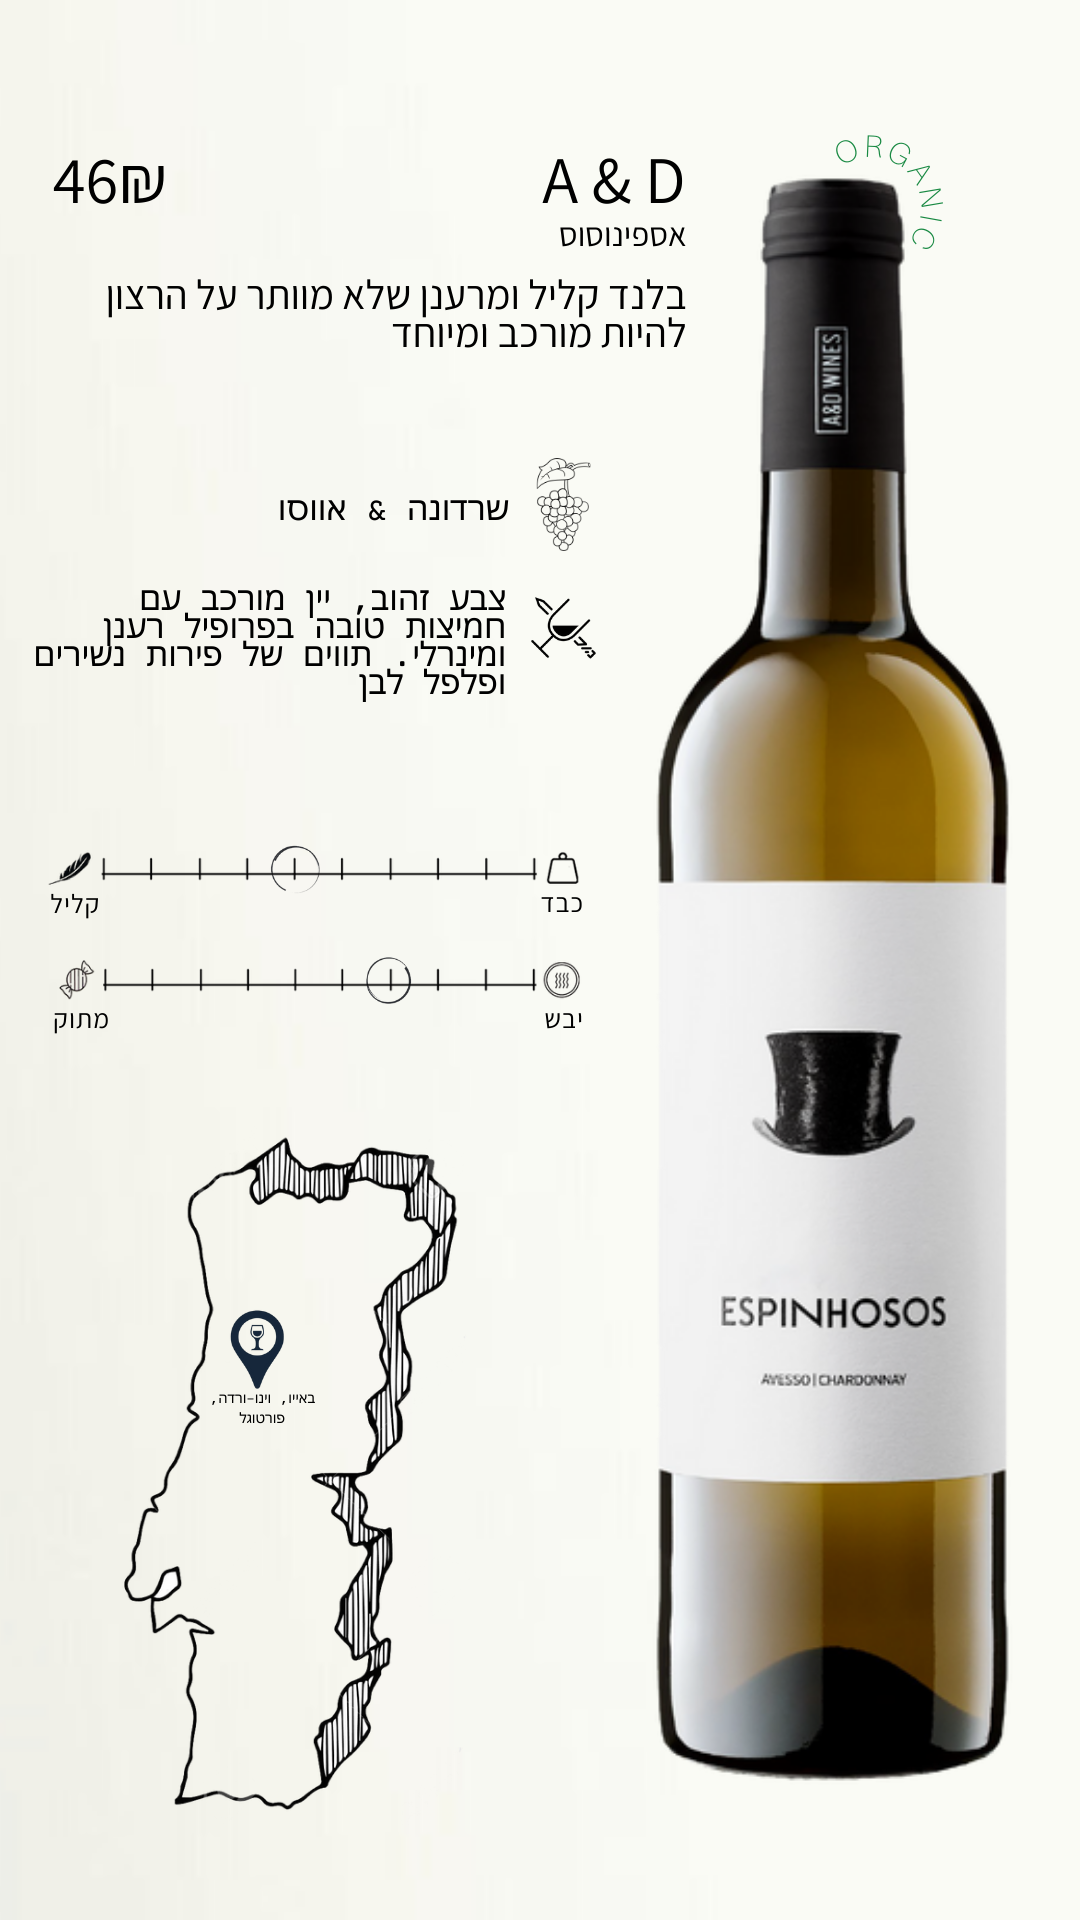 ORGANIC
A & D
46₪
אספינוסוס
בלנד קליל ומרענן שלא מוותר על הרצון
להיות מורכב ומיוחד
A&D WINES
שרדונה & אווסו
צבע זהוב, יין מורכב עם
חמיצות טובה בפרופיל רענן
ומינרלי. תווים של פירות נשירים
ופלפל לבן
כבד
קליל
יבש
מתוק
ESPINHOSOS
AVESSO | CHARDONNAY
באייו, וינו-ורדה,
פורטוגל